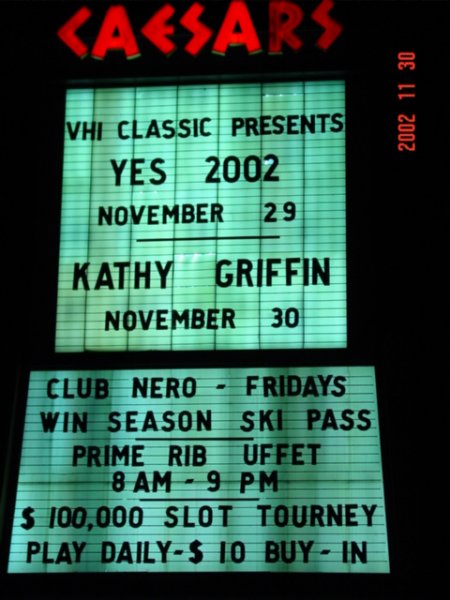 CAESARS
2002 11 30
VHI CLASSIC PRESENTS
YES 2002
NOVEMBER 29
KATHY GRIFFIN
NOVEMBER 30
CLUB NERO - FRIDAYS
WIN SEASON SKI PASS
PRIME RIB UFFET
8 AM - 9 PM
$ 100,000 SLOT TOURNEY
PLAY DAILY - $ 10 BUY - IN